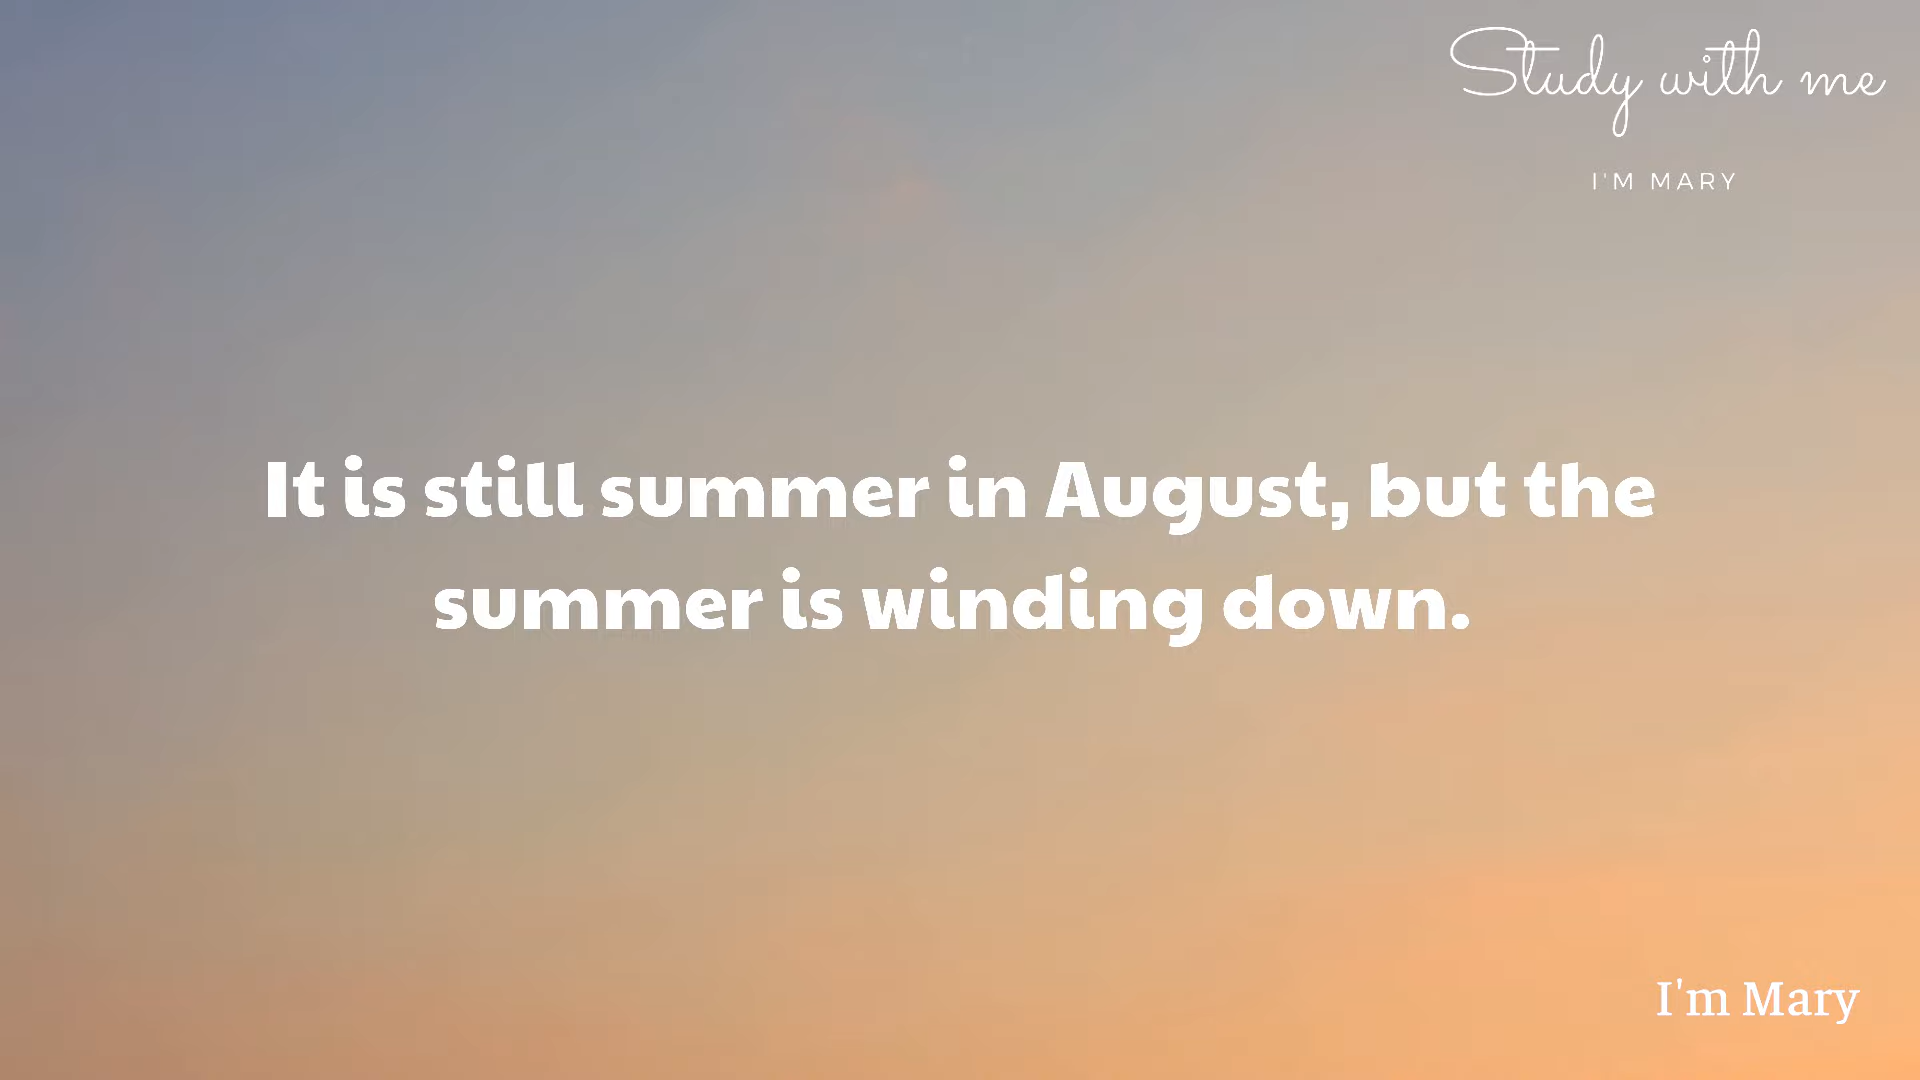 Study with me
I'M MARY
It is still summer in August, but the
summer is winding down.
I'm Mary